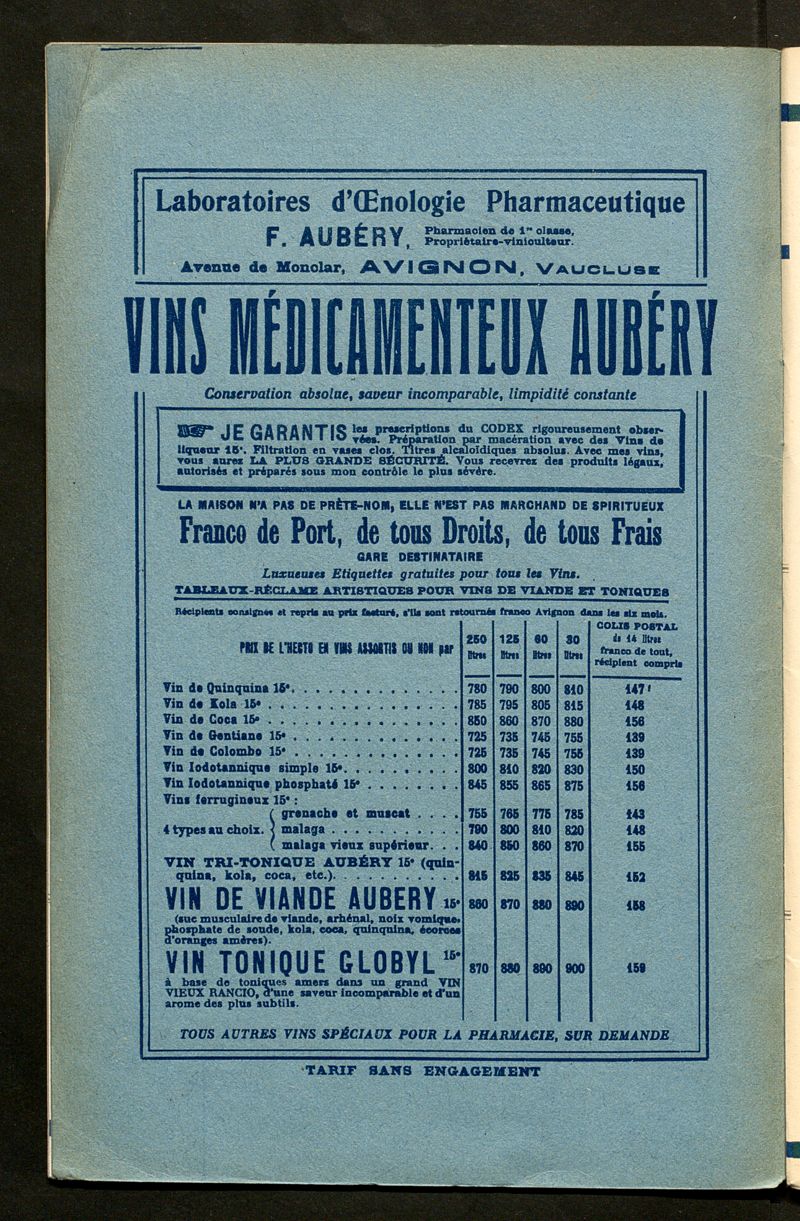 Laboratoires d'Œnologie Pharmaceutique
F. AUBÉRY, Pharmacien de 1re classe, Propriétaire-viniculteur.
Avenue de Monclar, AVIGNON, VAUCLUSE
VINS MÉDICAMENTEUX AUBÉRY
Conservation absolue, saveur incomparable, limpidité constante
☞ JE GARANTIS les prescriptions du CODEX rigoureusement obser-
vées. Préparation par macération avec des Vins de
liqueur 15°. Filtration en vases clos. Titres alcaloïdiques absolus. Avec mes vins,
vous aurez LA PLUS GRANDE SÉCURITÉ. Vous recevrez des produits légaux,
autorisés et préparés sous mon contrôle le plus sévère.
LA MAISON N'A PAS DE PRÊTE-NOM, ELLE N'EST PAS MARCHAND DE SPIRITUEUX
Franco de Port, de tous Droits, de tous Frais
GARE DESTINATAIRE
Luxueuses Etiquettes gratuites pour tous les Vins.
TABLEAUX-RÉCLAME ARTISTIQUES POUR VINS DE VIANDE ET TONIQUES
Récipients consignés et repris au prix facturé, s'ils sont retournés franco Avignon dans les six mois.
PRIX DE L'HECTO EN VINS ASSORTIS OU NON par 250 litres 125 litres 60 litres 30 litres COLIS POSTAL de 14 litres franco de tout, récipient compris
Vin de Quinquina 15°. . . . . . . . . . . . . . 780 790 800 810 147'
Vin de Kola 15° . . . . . . . . . . . . . . . . 785 795 805 815 148
Vin de Coca 15° . . . . . . . . . . . . . . . . 850 860 870 880 156
Vin de Gentiane 15° . . . . . . . . . . . . . . 725 735 745 755 139
Vin de Colombo 15° . . . . . . . . . . . . . . 725 735 745 755 139
Vin Iodotannique simple 15°. . . . . . . . . . 800 810 820 830 150
Vin Iodotannique phosphaté 15° . . . . . . . . 845 855 865 875 156
Vins ferrugineux 15° :
grenache et muscat . . . . 755 765 775 785 143
4 types au choix. malaga . . . . . . . . . . . 790 800 810 820 148
malaga vieux supérieur. . . 840 850 860 870 155
VIN TRI-TONIQUE AUBÉRY 15° (quin-
quina, kola, coca, etc.). . . . . . . . . . . 815 825 835 845 152
VIN DE VIANDE AUBERY 15° 860 870 880 890 158
(suc musculaire de viande, arhénal, noix vomique,
phosphate de soude, kola, coca, quinquina, écorces
d'oranges amères).
VIN TONIQUE GLOBYL 15° 870 880 890 900 159
à base de toniques amers dans un grand VIN
VIEUX RANCIO, d'une saveur incomparable et d'un
arome des plus subtils.
TOUS AUTRES VINS SPÉCIAUX POUR LA PHARMACIE, SUR DEMANDE
TARIF SANS ENGAGEMENT